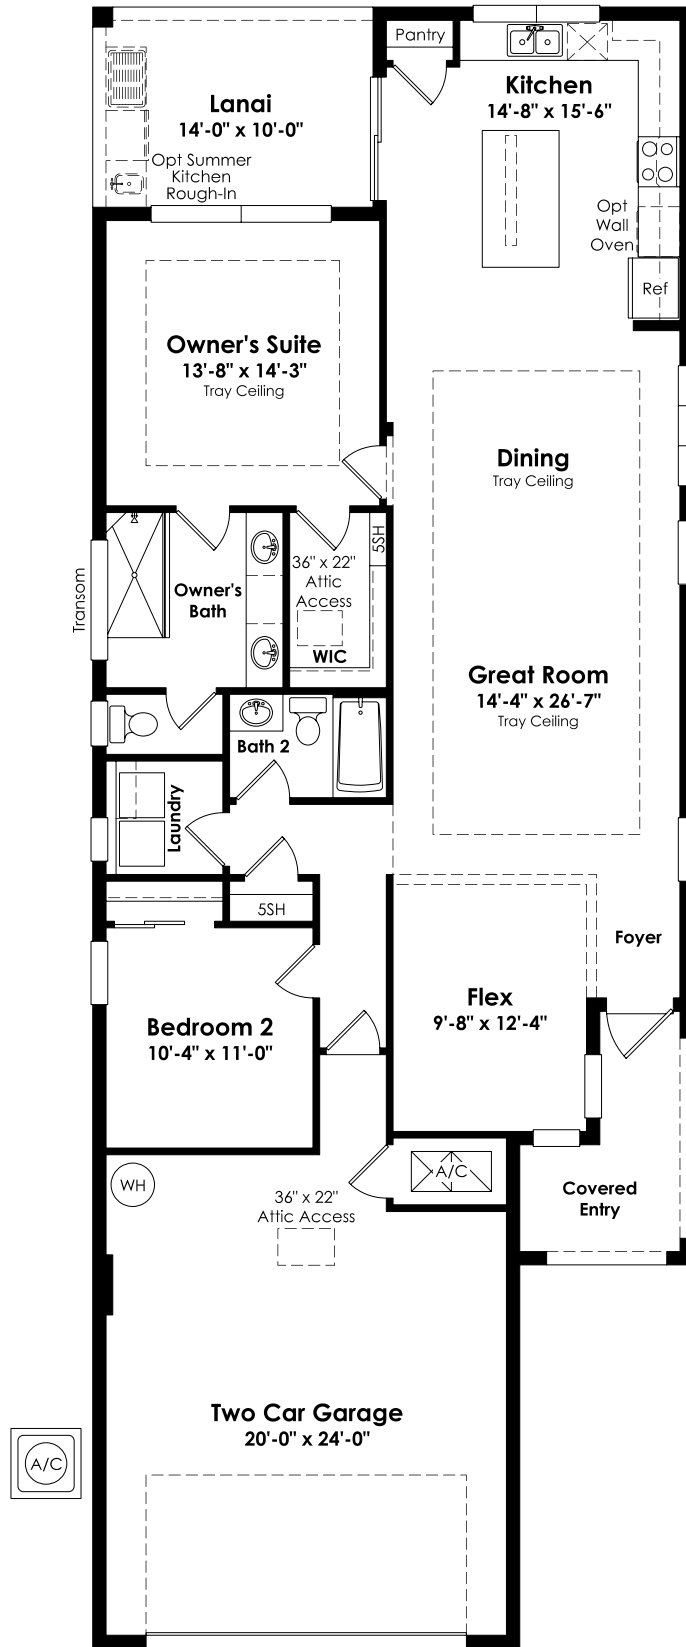 Pantry
Kitchen
14'-8" x 15'-6"
Lanai
14'-0" x 10'-0"
Opt Summer
Kitchen
Rough-In
Opt
Wall
Oven
Ref
Owner's Suite
13'-8" x 14'-3"
Tray Ceiling
Dining
Tray Ceiling
Transom
Owner's
Bath
5SH
36" x 22"
Attic
Access
WIC
Great Room
14'-4" x 26'-7"
Tray Ceiling
Bath 2
Laundry
5SH
Foyer
Flex
9'-8" x 12'-4"
Bedroom 2
10'-4" x 11'-0"
A/C
WH
36" x 22"
Attic Access
Covered
Entry
Two Car Garage
20'-0" x 24'-0"
A/C